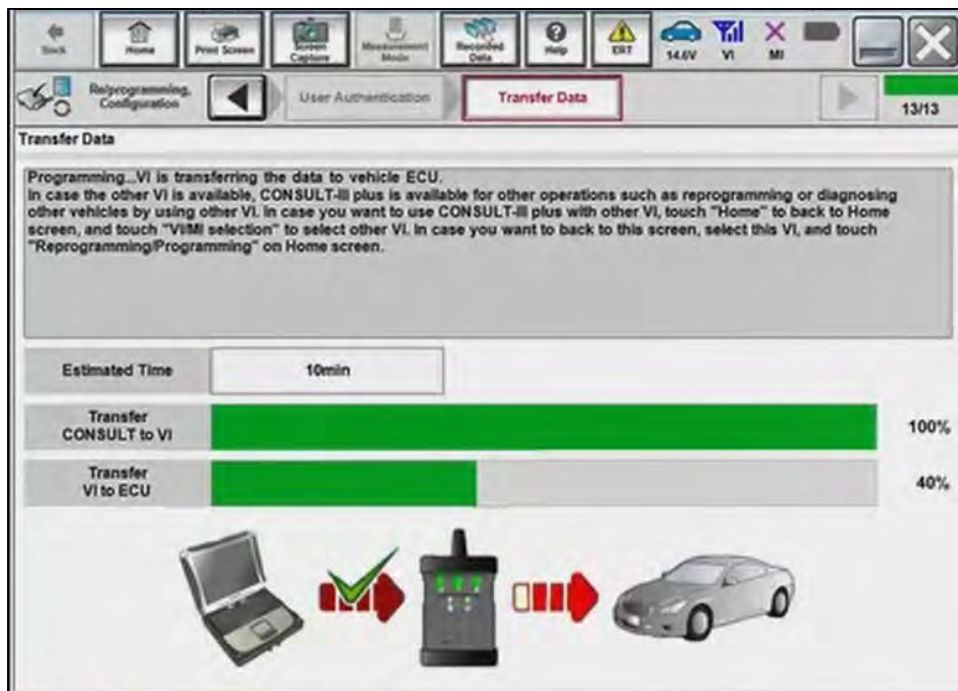 Back
Home
Print Screen
Screen Capture
Measurement Mode
Recorded Data
Help
ERT
14.6V
VI
MI
Re/programming, Configuration
User Authentication
Transfer Data
13/13
Transfer Data
Programming...VI is transferring the data to vehicle ECU.
In case the other VI is available, CONSULT-III plus is available for other operations such as reprogramming or diagnosing
other vehicles by using other VI. In case you want to use CONSULT-III plus with other VI, touch "Home" to back to Home
screen, and touch "VI/MI selection" to select other VI. In case you want to back to this screen, select this VI, and touch
"Reprogramming/Programming" on Home screen.
Estimated Time
10min
Transfer
CONSULT to VI
100%
Transfer
VI to ECU
40%